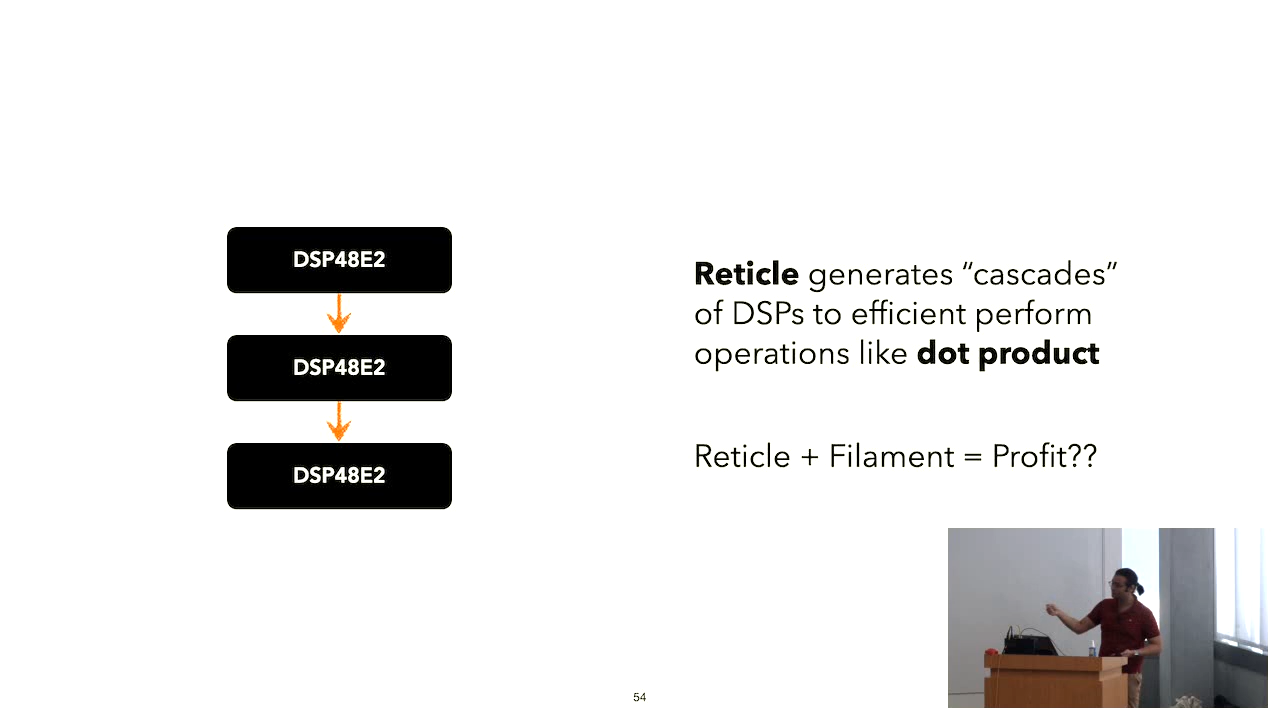 DSP48E2
DSP48E2
DSP48E2
Reticle generates “cascades”
of DSPs to efficient perform
operations like dot product
Reticle + Filament = Profit??
54